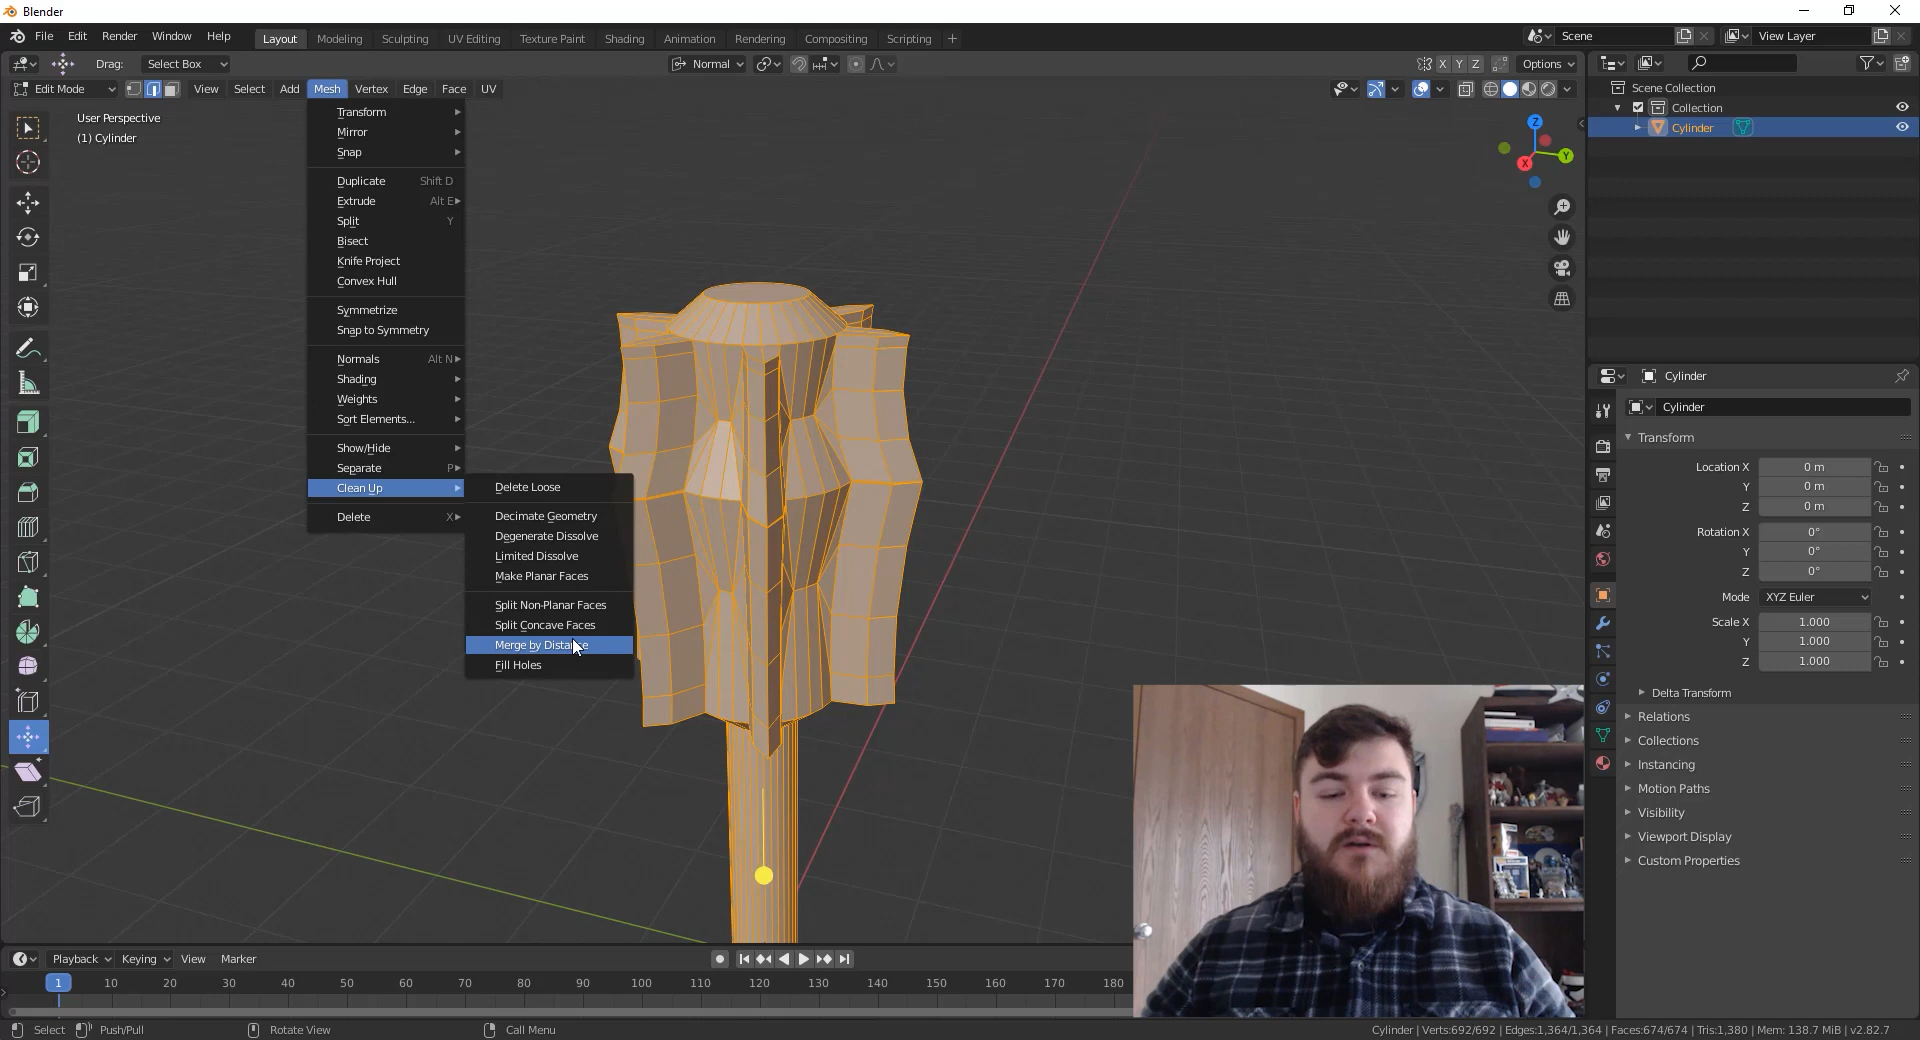 Blender
File Edit Render Window Help Layout Modeling Sculpting UV Editing Texture Paint Shading Animation Rendering Compositing Scripting + Scene View Layer
Drag: Select Box Normal X Y Z Options
Edit Mode View Select Add Mesh Vertex Edge Face UV
User Perspective
(1) Cylinder
Transform
Mirror
Snap
Duplicate Shift D
Extrude Alt E
Split Y
Bisect
Knife Project
Convex Hull
Symmetrize
Snap to Symmetry
Normals Alt N
Shading
Weights
Sort Elements...
Show/Hide
Separate P
Clean Up
Delete X
Delete Loose
Decimate Geometry
Degenerate Dissolve
Limited Dissolve
Make Planar Faces
Split Non-Planar Faces
Split Concave Faces
Merge by Distance
Fill Holes
Z
Y
X
Scene Collection
Collection
Cylinder
Cylinder
Cylinder
Transform
Location X 0 m
Y 0 m
Z 0 m
Rotation X 0°
Y 0°
Z 0°
Mode XYZ Euler
Scale X 1.000
Y 1.000
Z 1.000
Delta Transform
Relations
Collections
Instancing
Motion Paths
Visibility
Viewport Display
Custom Properties
Playback Keying View Marker
1 10 20 30 40 50 60 70 80 90 100 110 120 130 140 150 160 170 180
Select Push/Pull Rotate View Call Menu Cylinder | Verts:692/692 | Edges:1,364/1,364 | Faces:674/674 | Tris:1,380 | Mem: 138.7 MiB | v2.82.7